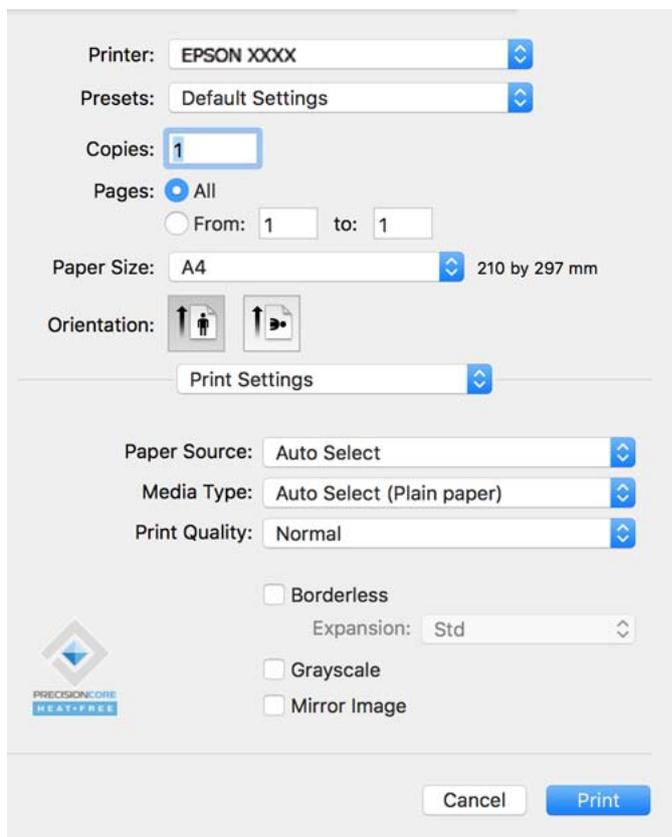 Printer: EPSON XXXX
Presets: Default Settings
Copies: 1
Pages: All
From: 1 to: 1
Paper Size: A4 210 by 297 mm
Orientation:
Print Settings
Paper Source: Auto Select
Media Type: Auto Select (Plain paper)
Print Quality: Normal
Borderless
Expansion: Std
Grayscale
Mirror Image
PRECISIONCORE
HEAT-FREE
Cancel Print